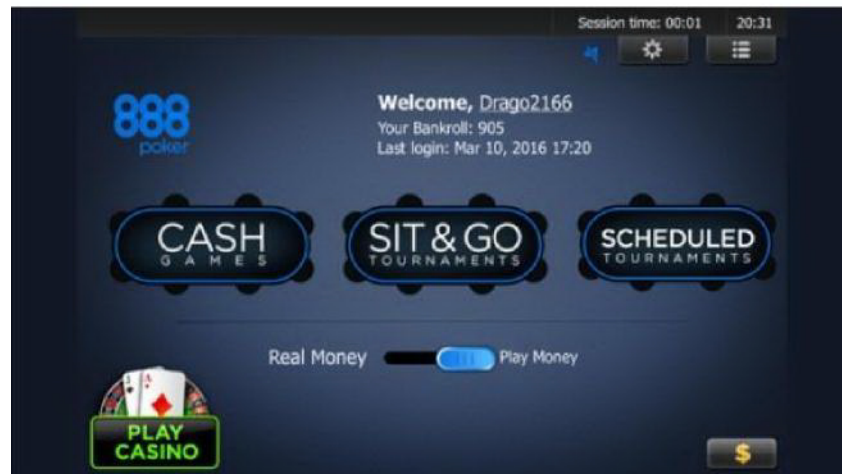 Session time: 00:01 20:31
888
poker
Welcome, Drago2166
Your Bankroll: 905
Last login: Mar 10, 2016 17:20
CASH
GAMES
SIT & GO
TOURNAMENTS
SCHEDULED
TOURNAMENTS
Real Money Play Money
A
PLAY
CASINO
$